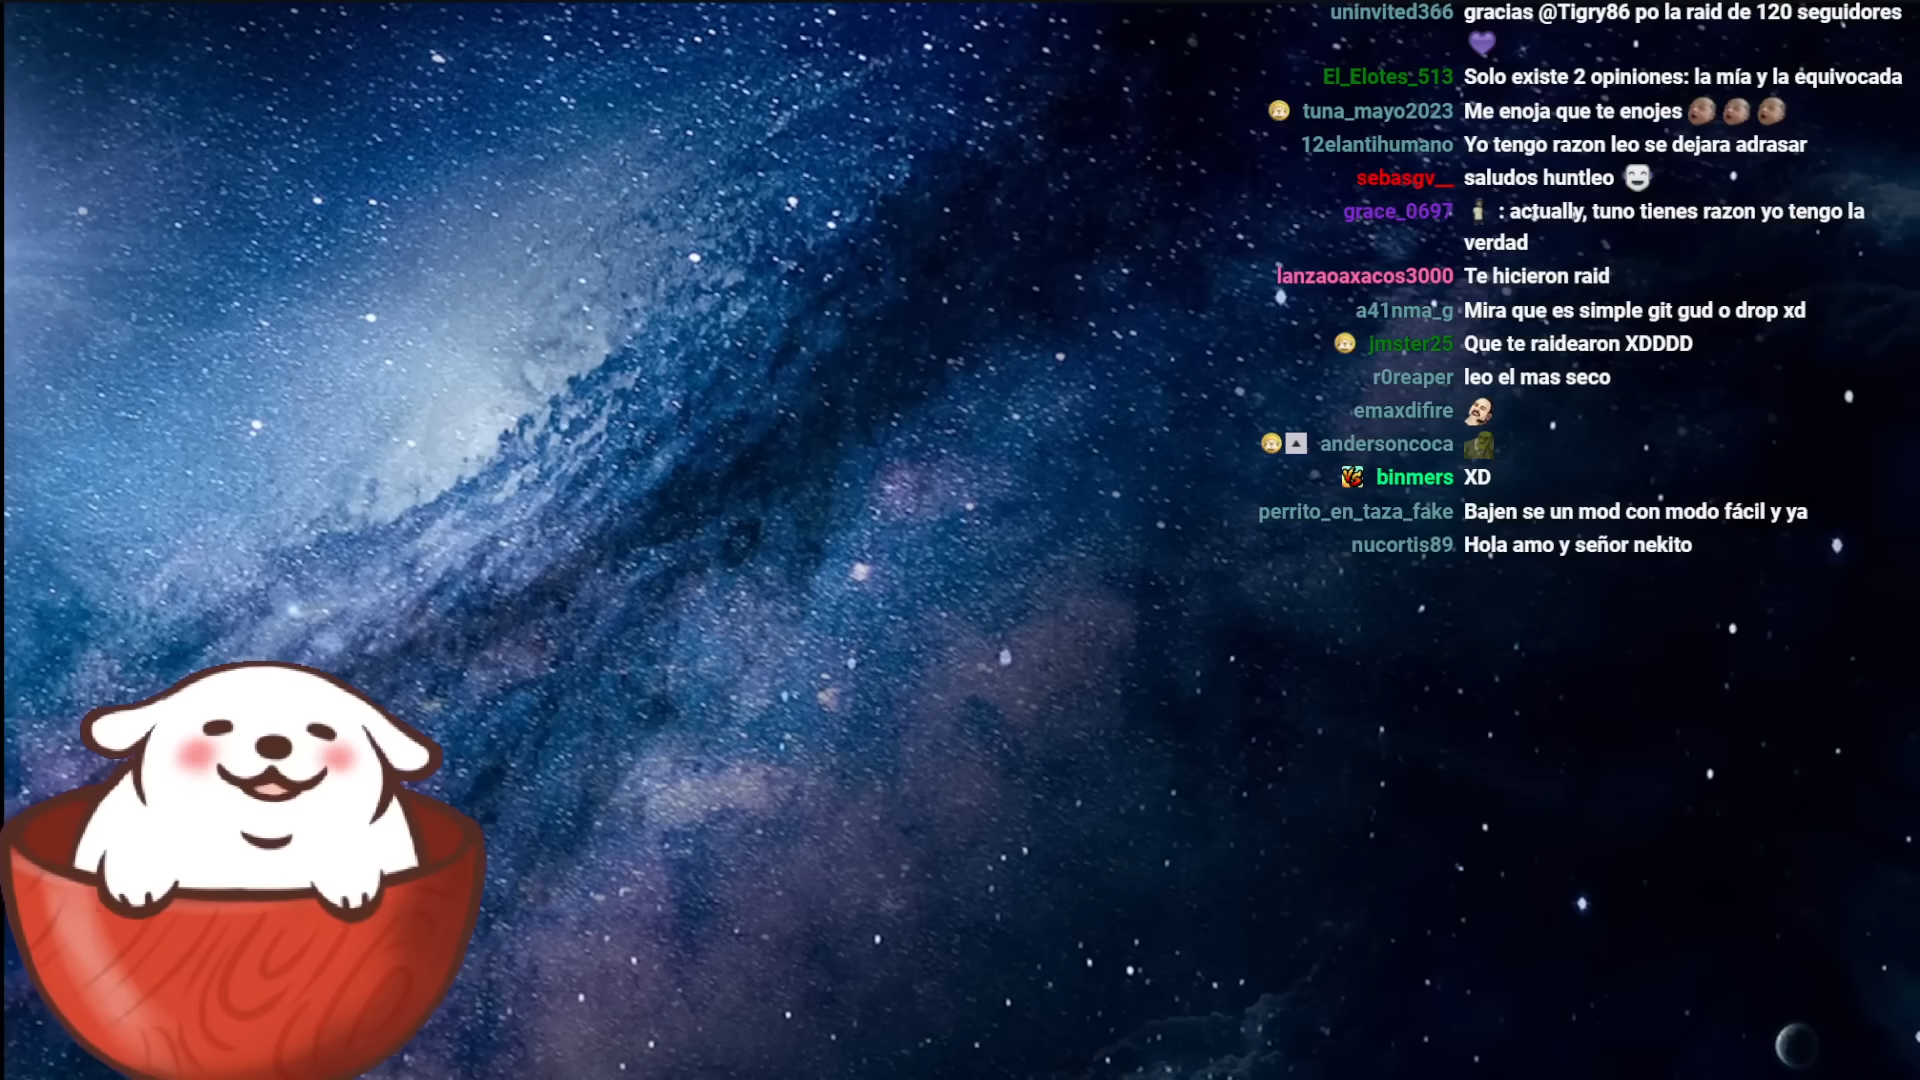 uninvited366 gracias @Tigry86 po la raid de 120 seguidores
El_Elotes_513 Solo existe 2 opiniones: la mía y la equivocada
tuna_mayo2023 Me enoja que te enojes
12elantihumano Yo tengo razon leo se dejara adrasar
sebasgv__ saludos huntleo
grace_0697 : actually, tuno tienes razon yo tengo la
verdad
lanzaoaxacos3000 Te hicieron raid
a41nma_g Mira que es simple git gud o drop xd
jmster25 Que te raidearon XDDDD
r0reaper leo el mas seco
emaxdifire
andersoncoca
binmers XD
perrito_en_taza_fake Bajen se un mod con modo fácil y ya
nucortis89 Hola amo y señor nekito